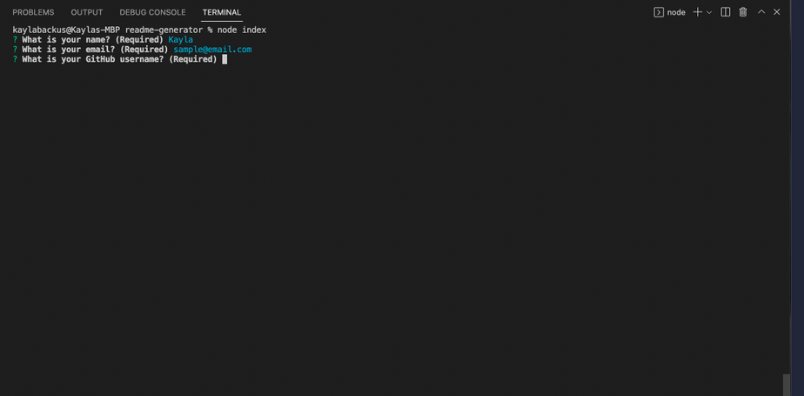 PROBLEMS OUTPUT DEBUG CONSOLE TERMINAL node
kaylabackus@Kaylas-MBP readme-generator % node index
? What is your name? (Required) Kayla
? What is your email? (Required) sample@email.com
? What is your GitHub username? (Required)